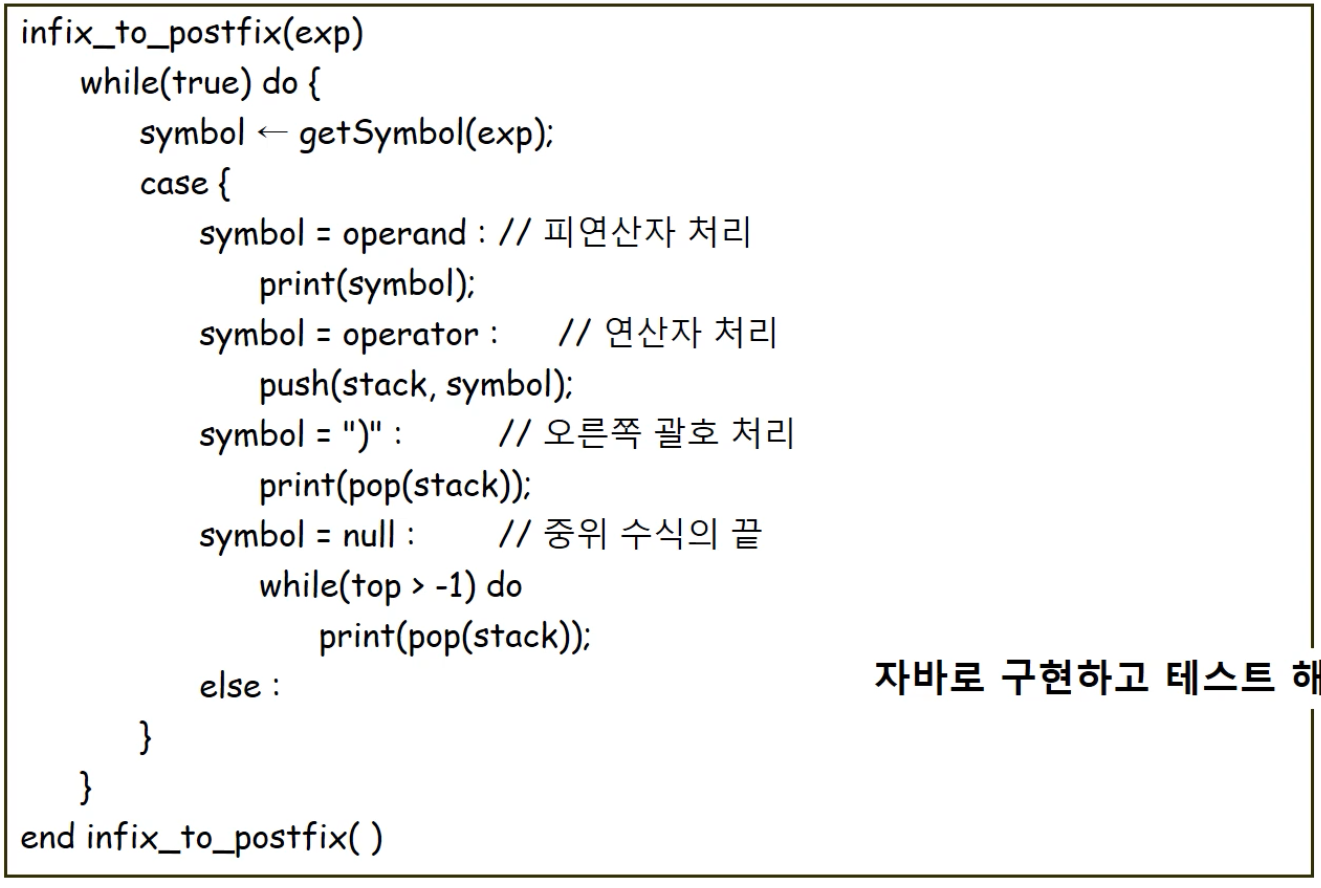 infix_to_postfix(exp)
while(true) do {
symbol ← getSymbol(exp);
case {
symbol = operand : // 피연산자 처리
print(symbol);
symbol = operator : // 연산자 처리
push(stack, symbol);
symbol = ")" : // 오른쪽 괄호 처리
print(pop(stack));
symbol = null : // 중위 수식의 끝
while(top > -1) do
print(pop(stack));
자바로 구현하고 테스트 해
else :
}
}
end infix_to_postfix( )